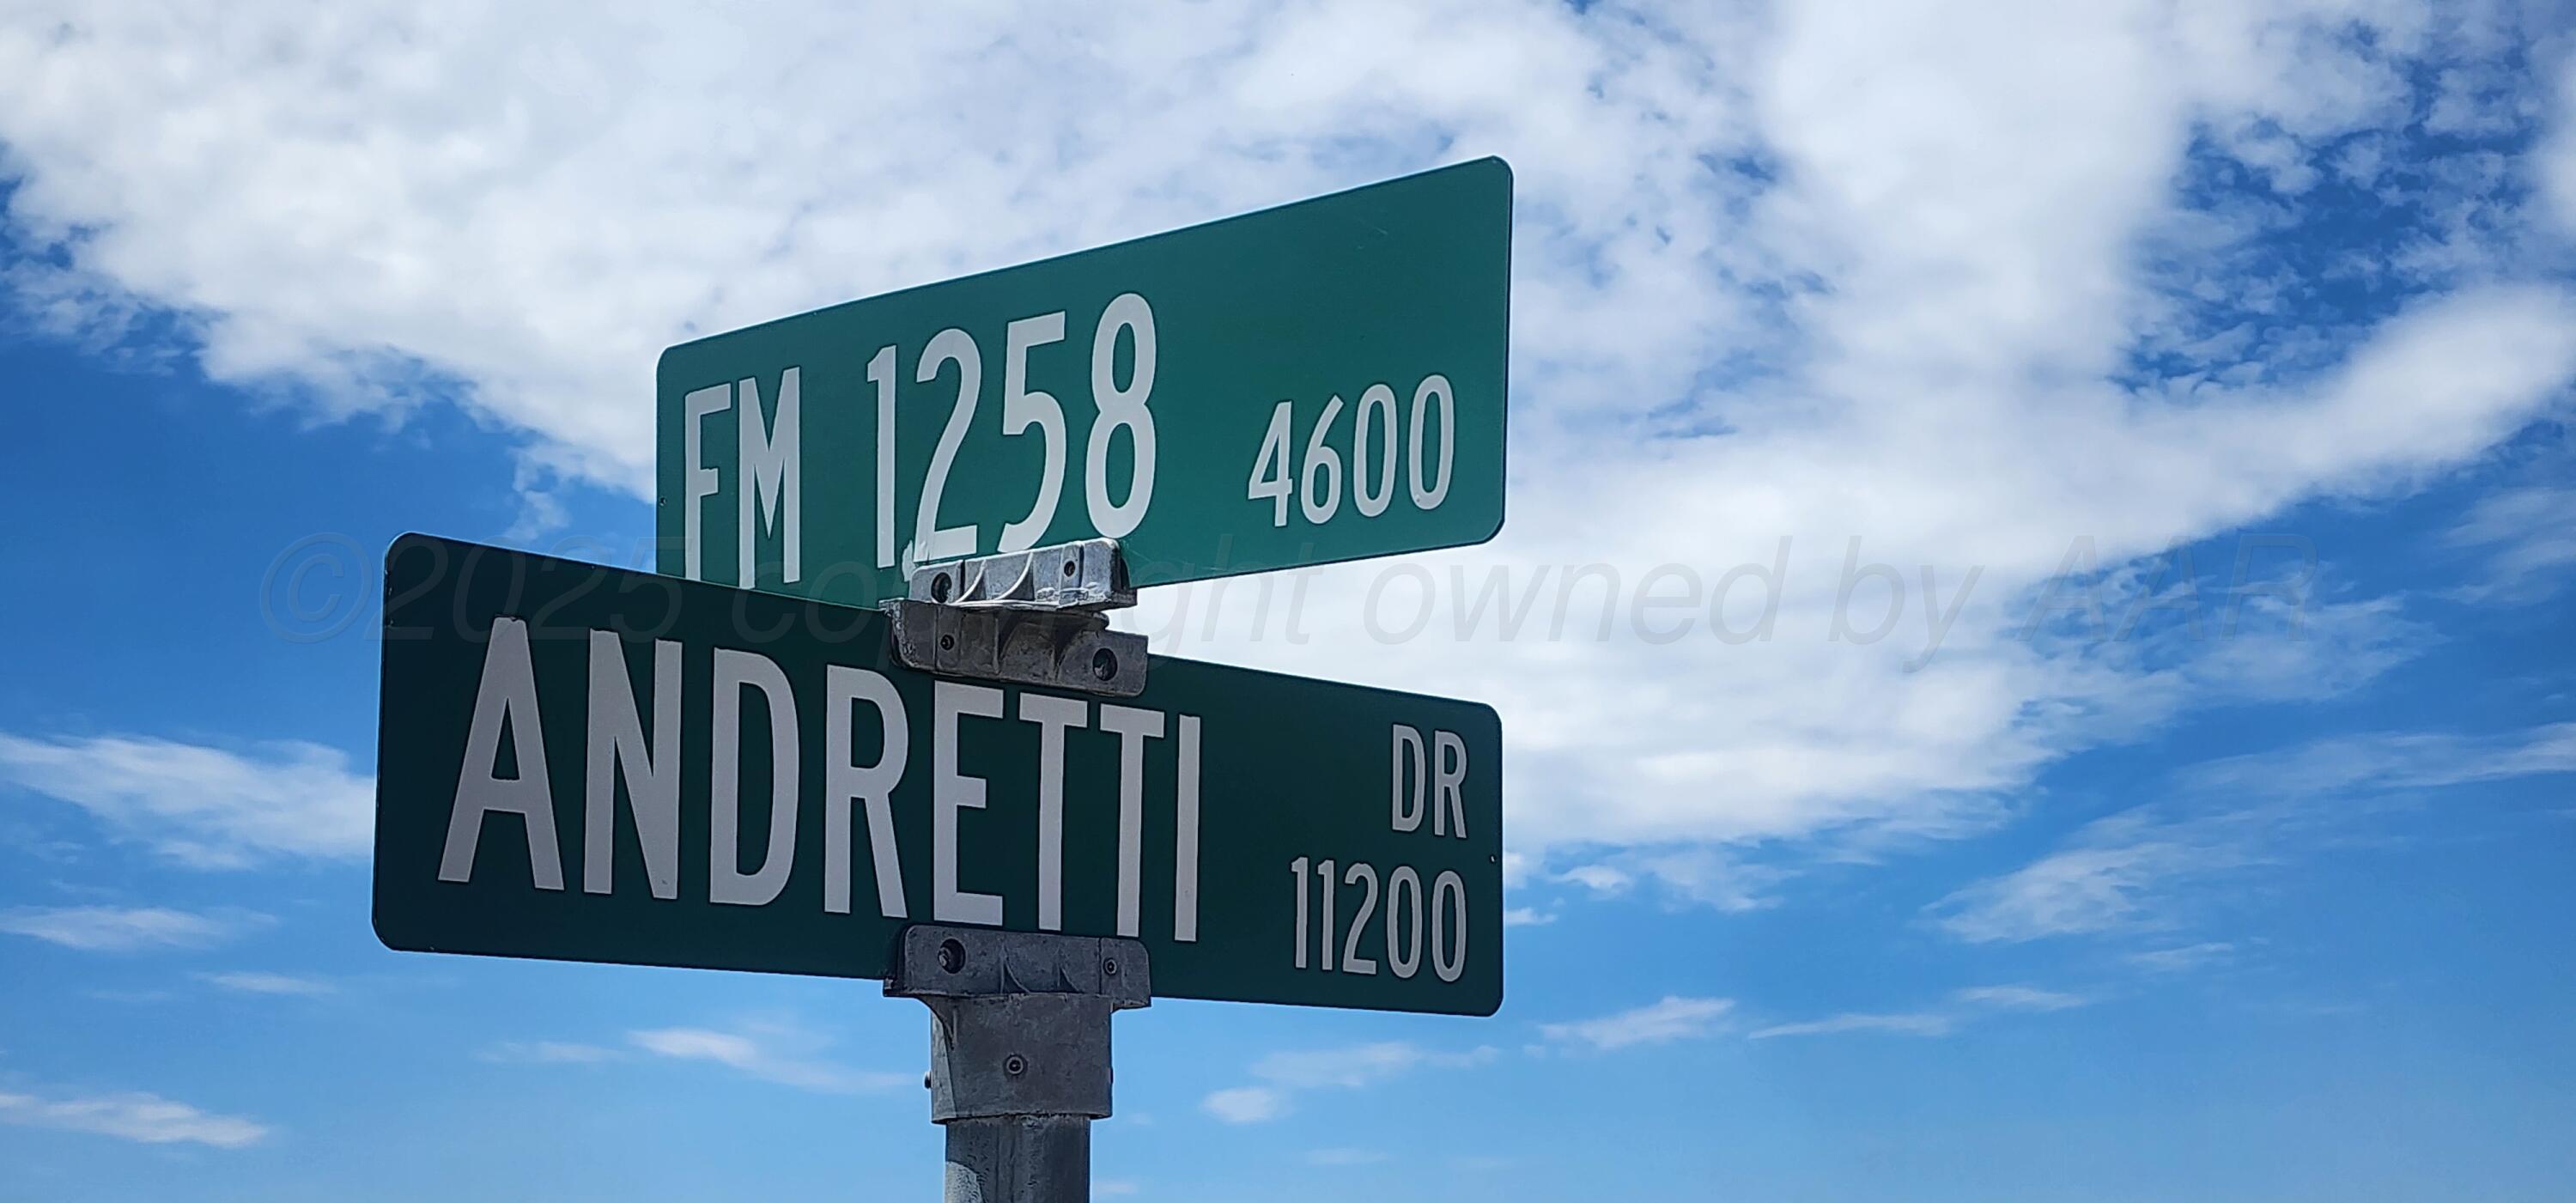 FM 1258 4600
©2025 copyright owned by AAR
ANDRETTI DR
11200